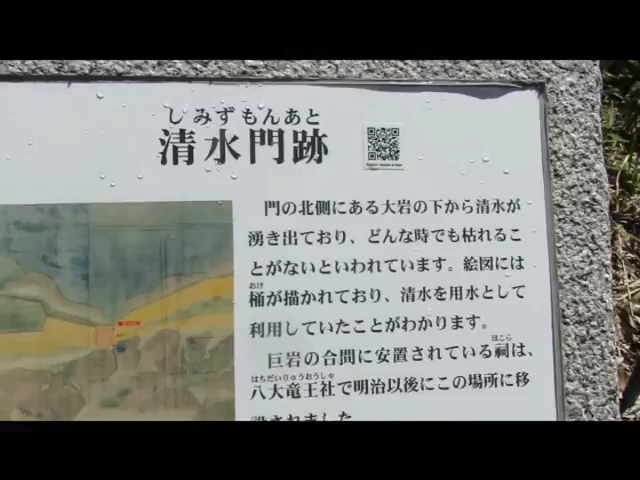 しみずもんあと
清水門跡
門の北側にある大岩の下から清水が
湧き出ており、どんな時でも枯れるこ
とがないといわれています。絵図には
おけ
桶が描かれており、清水を用水として
利用していたことがわかります。
ほこら
巨岩の合間に安置されている祠は、
はちだいりゅうおうしゃ
八大竜王社で明治以後にこの場所に移
設されました